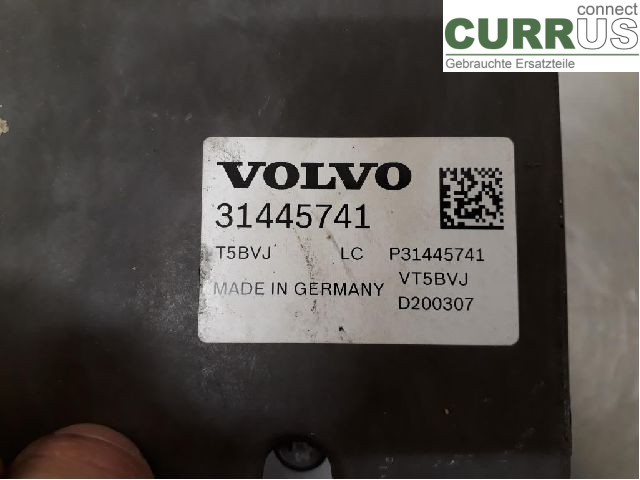 connect
CURRUS
Gebrauchte Ersatzteile
VOLVO
31445741
T5BVJ LC P31445741
VT5BVJ
MADE IN GERMANY
D200307